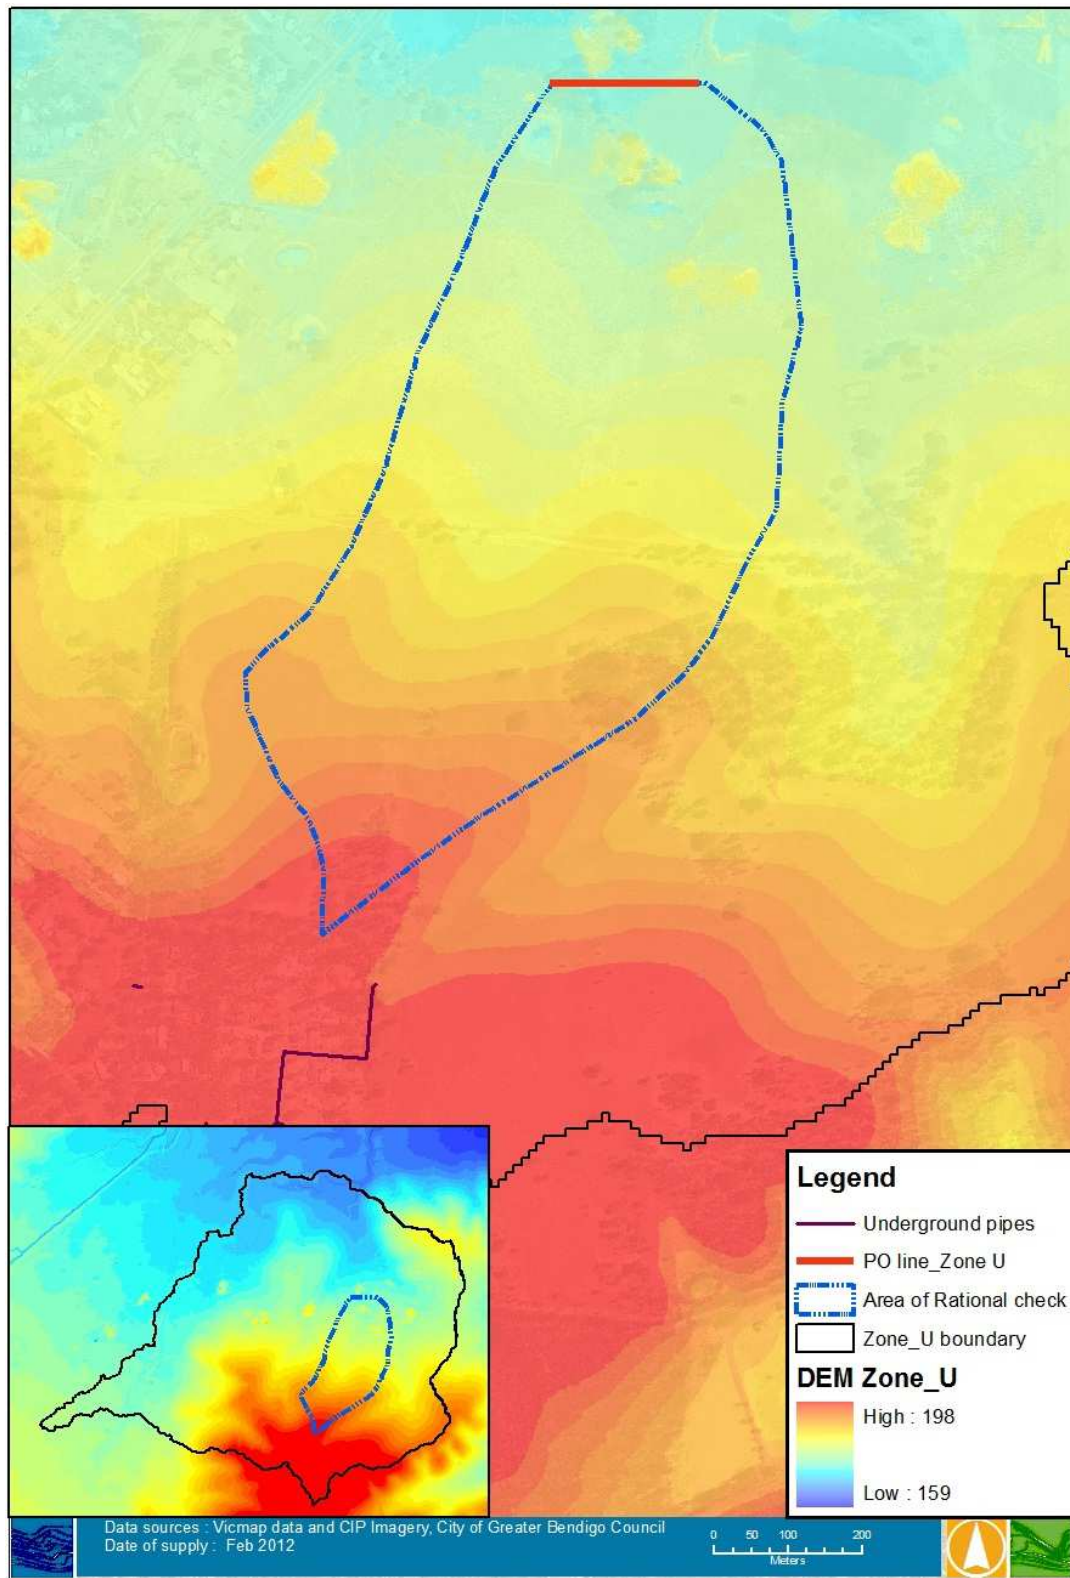 Legend
Underground pipes
PO line_Zone U
Area of Rational check
Zone_U boundary
DEM Zone_U
High : 198
Low : 159
Data sources : Vicmap data and CIP Imagery, City of Greater Bendigo Council
Date of supply : Feb 2012
0 50 100 200
Meters